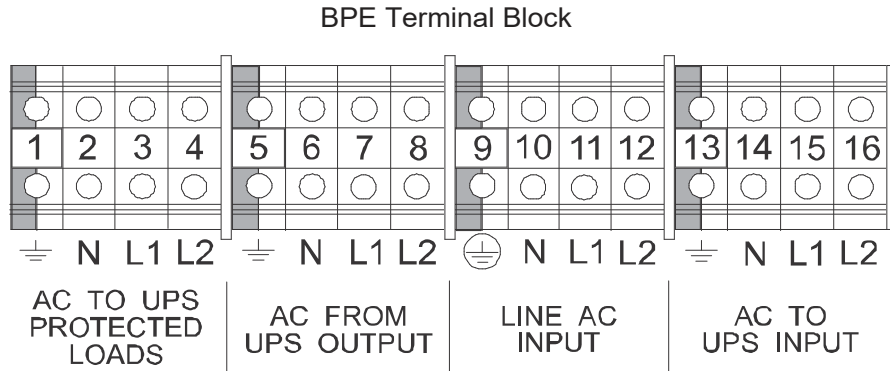 BPE Terminal Block
1 2 3 4 5 6 7 8 9 10 11 12 13 14 15 16
N L1 L2 N L1 L2 N L1 L2 N L1 L2
AC TO UPS
PROTECTED
LOADS
AC FROM
UPS OUTPUT
LINE AC
INPUT
AC TO
UPS INPUT